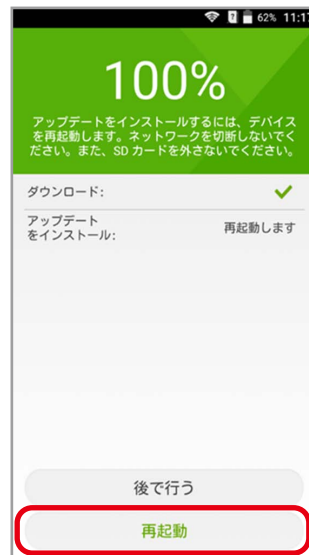 62% 11:17
100%
アップデートをインストールするには、デバイス
を再起動します。ネットワークを切断しないでく
ださい。また、SD カードを外さないでください。
ダウンロード:
アップデート
をインストール:
再起動します
後で行う
再起動